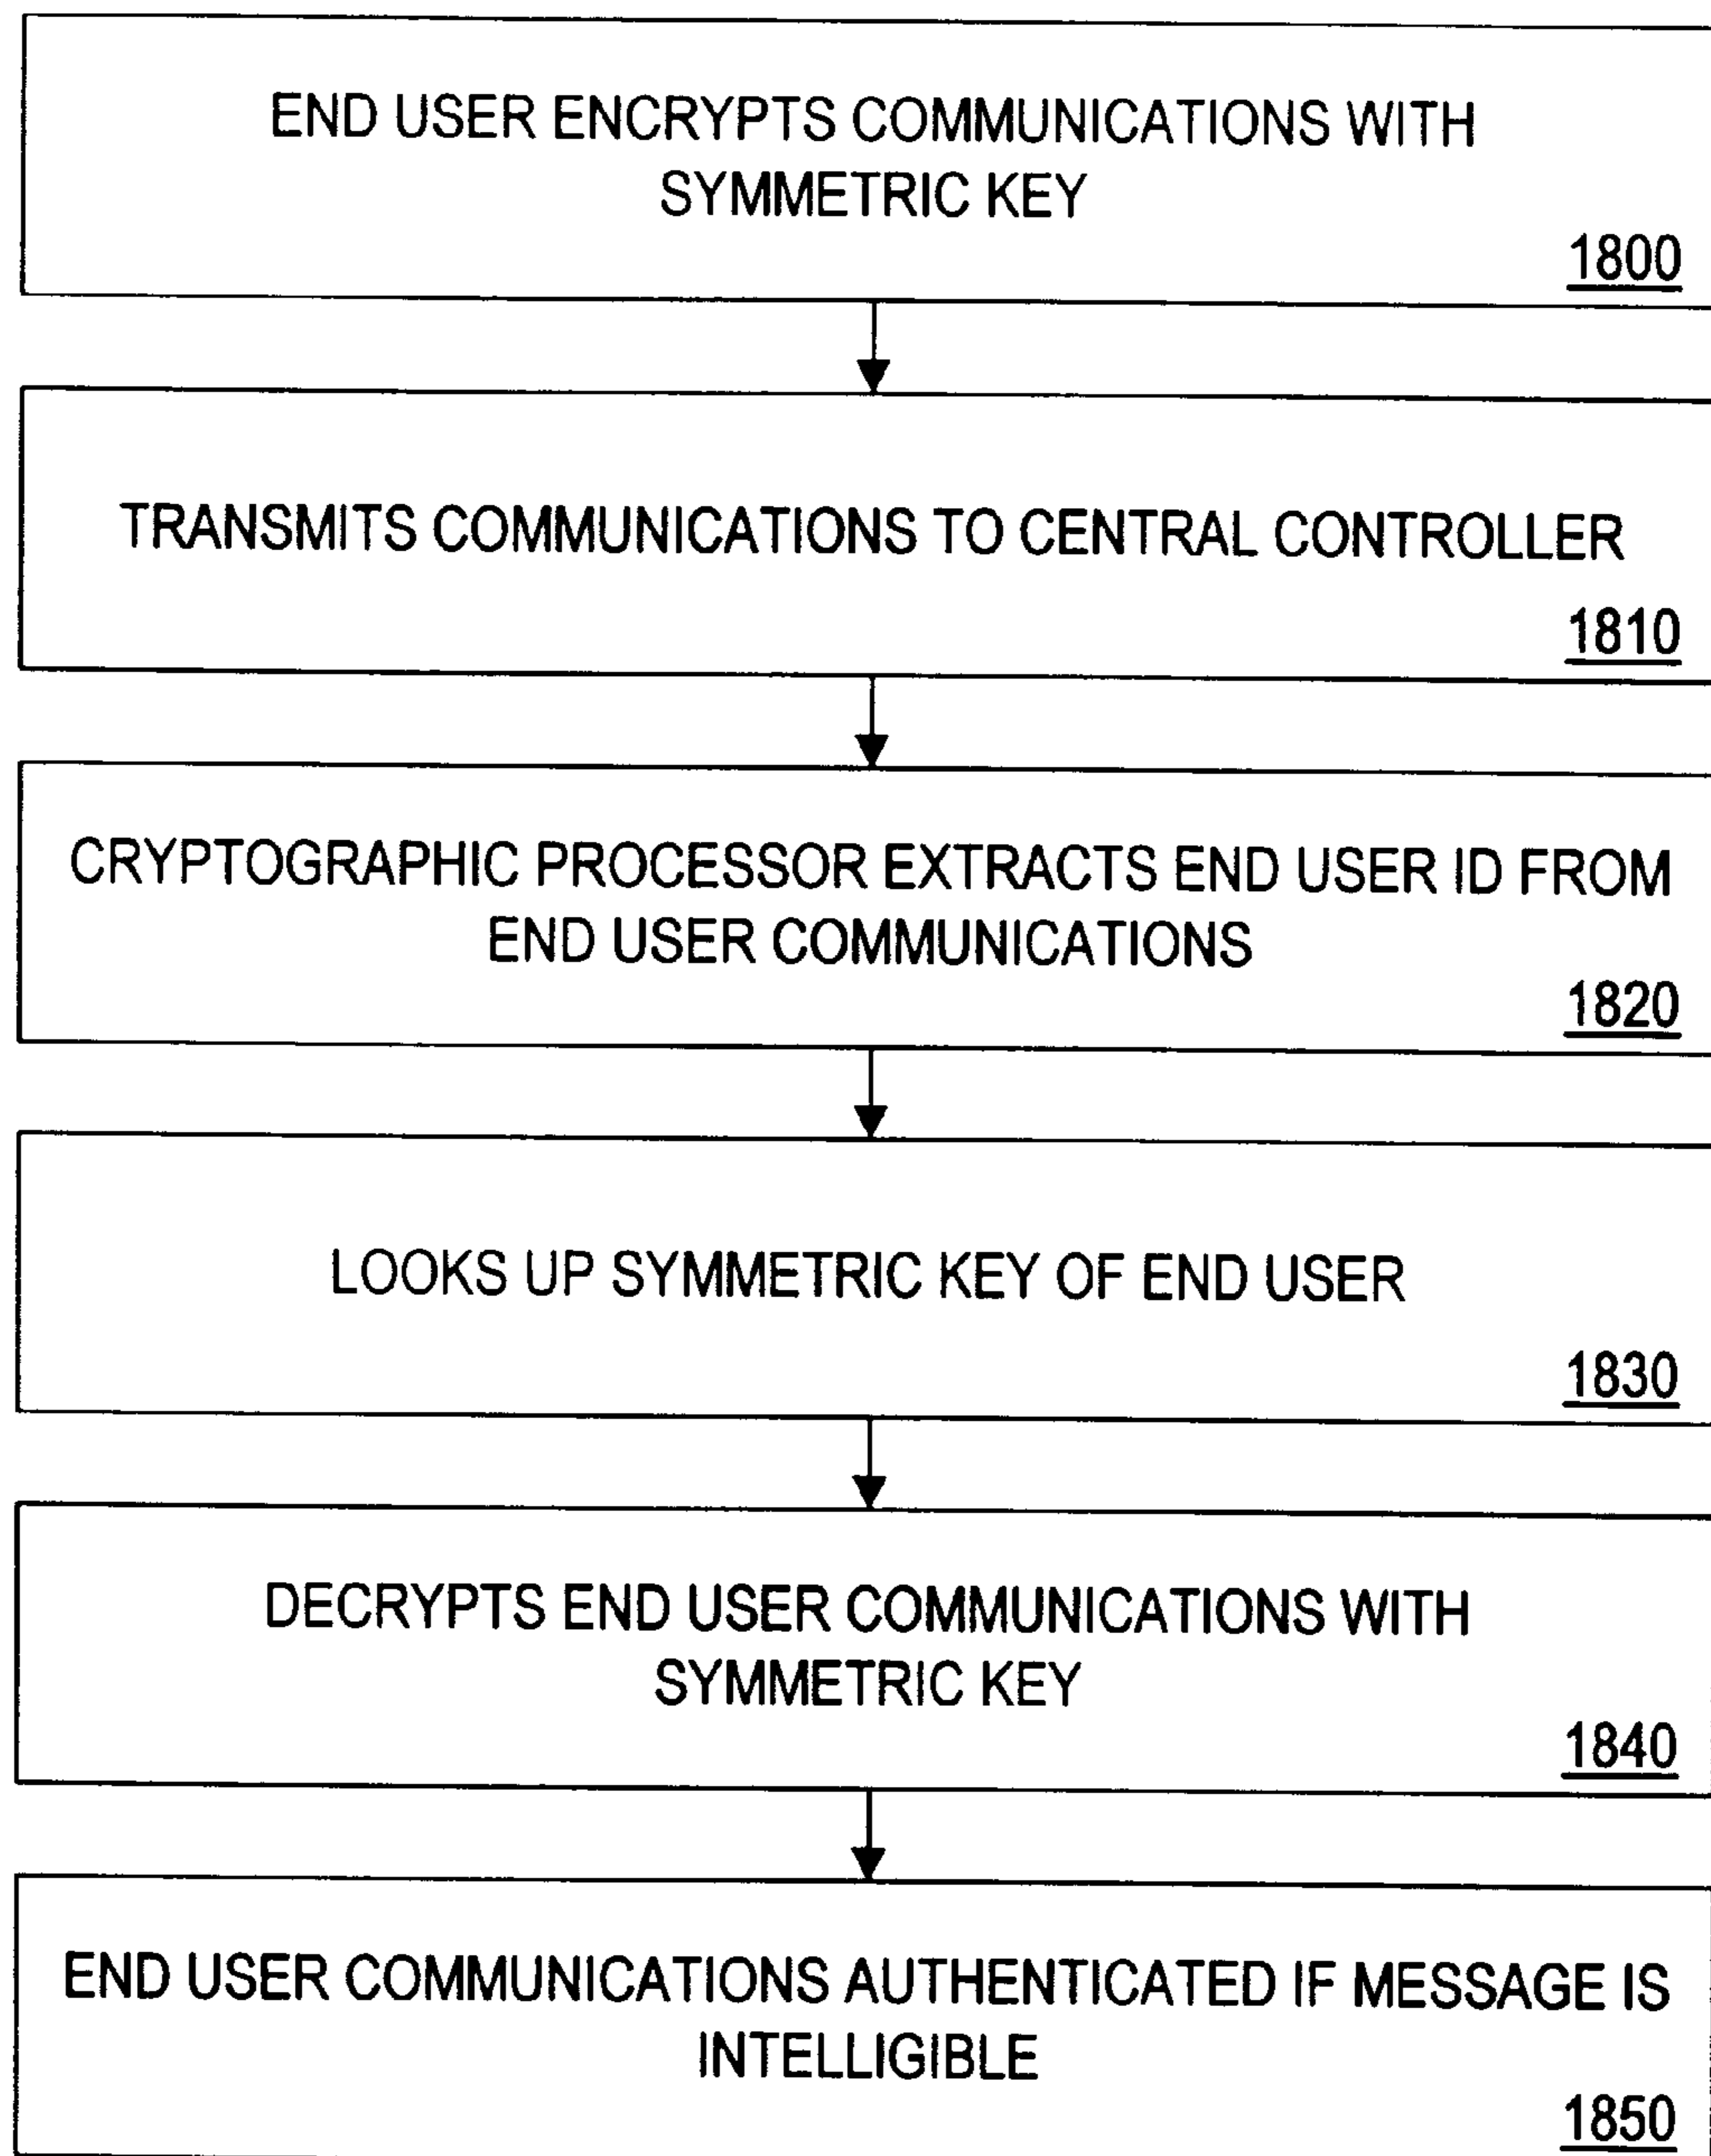 END USER ENCRYPTS COMMUNICATIONS WITH
SYMMETRIC KEY
1800
TRANSMITS COMMUNICATIONS TO CENTRAL CONTROLLER
1810
CRYPTOGRAPHIC PROCESSOR EXTRACTS END USER ID FROM
END USER COMMUNICATIONS
1820
LOOKS UP SYMMETRIC KEY OF END USER
1830
DECRYPTS END USER COMMUNICATIONS WITH
SYMMETRIC KEY
1840
END USER COMMUNICATIONS AUTHENTICATED IF MESSAGE IS
INTELLIGIBLE
1850